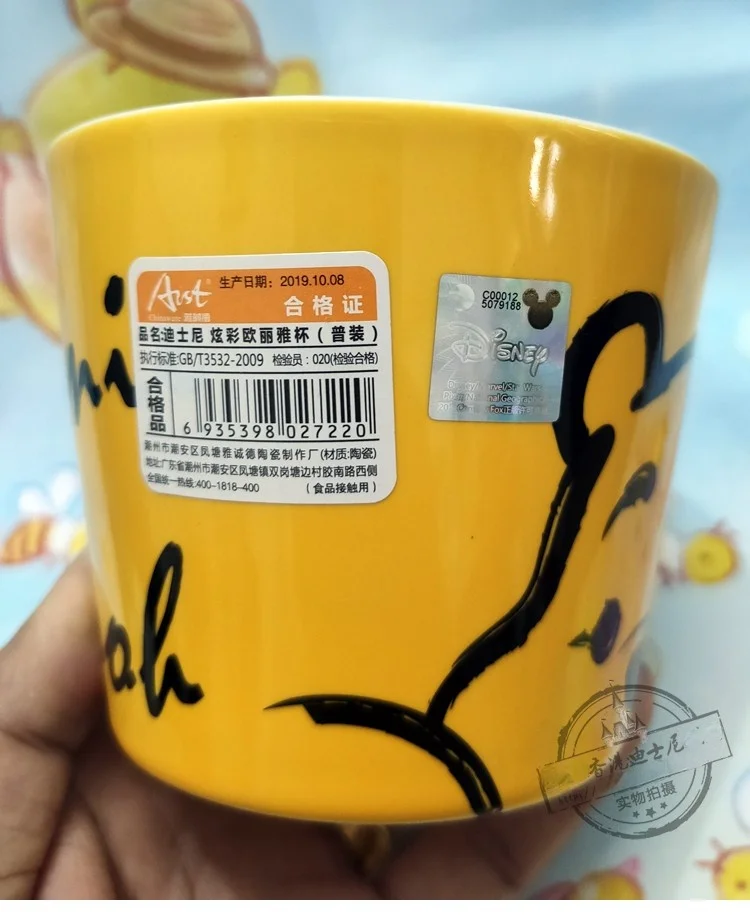 Arst
Chinaware 亚时得
生产日期： 2019.10.08
合格证
品名:迪士尼 炫彩欧丽雅杯（普装）
执行标准:GB/T3532-2009 检验员：020(检验合格)
合格品
6 935398 027220
潮州市潮安区凤塘雅诚德陶瓷制作厂(材质:陶瓷)
地址:广东省潮州市潮安区凤塘镇双岗塘边村胶南路西侧
全国统一热线:400-1818-400 （食品接触用）
C00012
5079188
DISNEY
ni
ah
香港迪士尼
实物拍摄